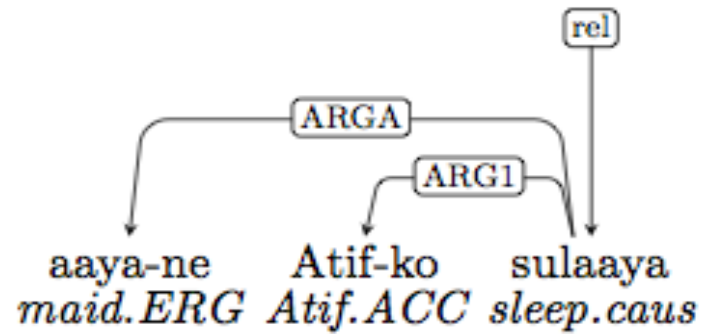 rel
ARGA
ARG1
aaya-ne Atif-ko sulaaya
maid.ERG Atif.ACC sleep.caus